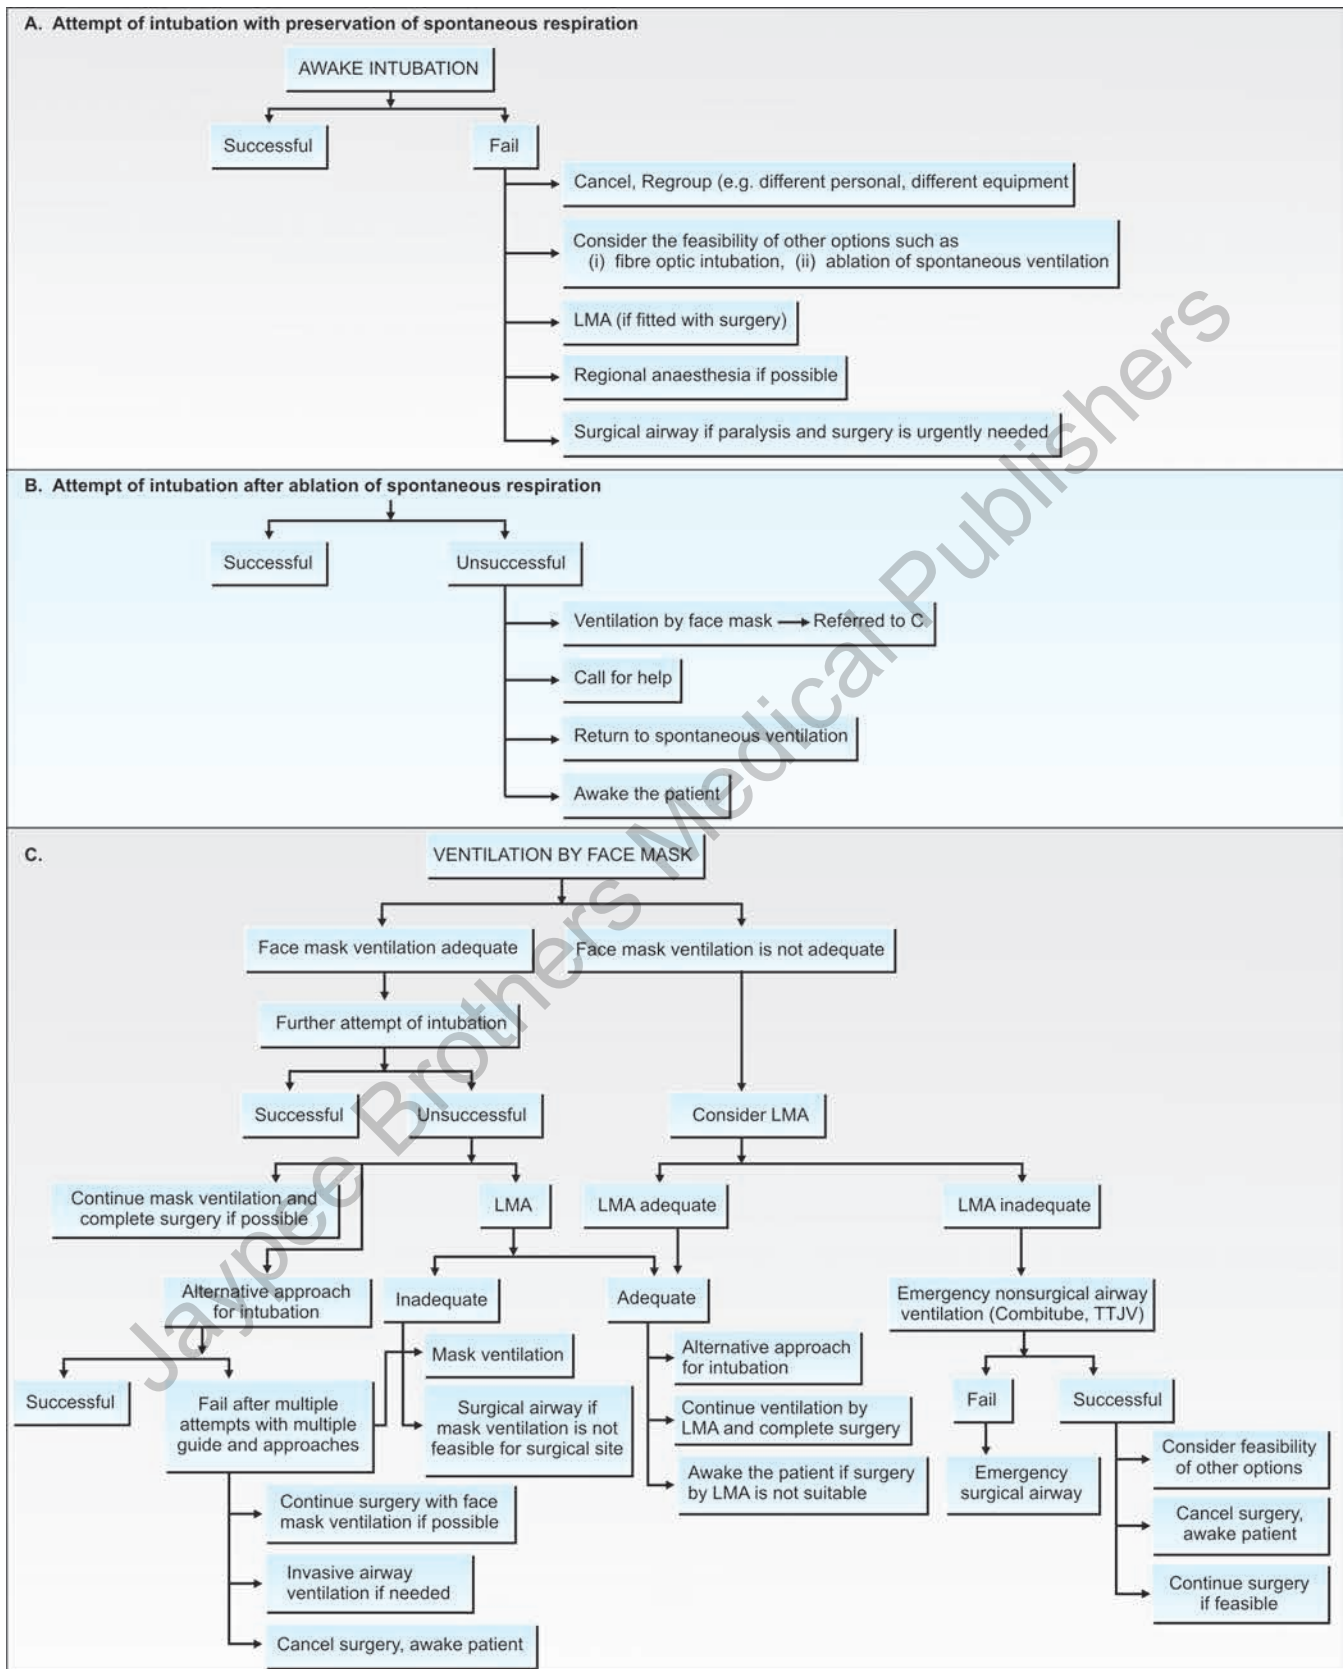 A. Attempt of intubation with preservation of spontaneous respiration
AWAKE INTUBATION
Successful
Fail
Cancel, Regroup (e.g. different personal, different equipment
Consider the feasibility of other options such as
(i) fibre optic intubation, (ii) ablation of spontaneous ventilation
LMA (if fitted with surgery)
Regional anaesthesia if possible
Surgical airway if paralysis and surgery is urgently needed
B. Attempt of intubation after ablation of spontaneous respiration
Successful
Unsuccessful
Ventilation by face mask → Referred to C
Call for help
Return to spontaneous ventilation
Awake the patient
C.
VENTILATION BY FACE MASK
Face mask ventilation adequate
Face mask ventilation is not adequate
Further attempt of intubation
Successful
Unsuccessful
Consider LMA
Continue mask ventilation and
complete surgery if possible
LMA
LMA adequate
LMA inadequate
Alternative approach
for intubation
Inadequate
Adequate
Emergency nonsurgical airway
ventilation (Combitube, TTJV)
Mask ventilation
Alternative approach
for intubation
Successful
Fail after multiple
attempts with multiple
guide and approaches
Surgical airway if
mask ventilation is not
feasible for surgical site
Continue ventilation by
LMA and complete surgery
Awake the patient if surgery
by LMA is not suitable
Fail
Successful
Emergency
surgical airway
Consider feasibility
of other options
Cancel surgery,
awake patient
Continue surgery
if feasible
Continue surgery with face
mask ventilation if possible
Invasive airway
ventilation if needed
Cancel surgery, awake patient
Jaypee Brothers Medical Publishers